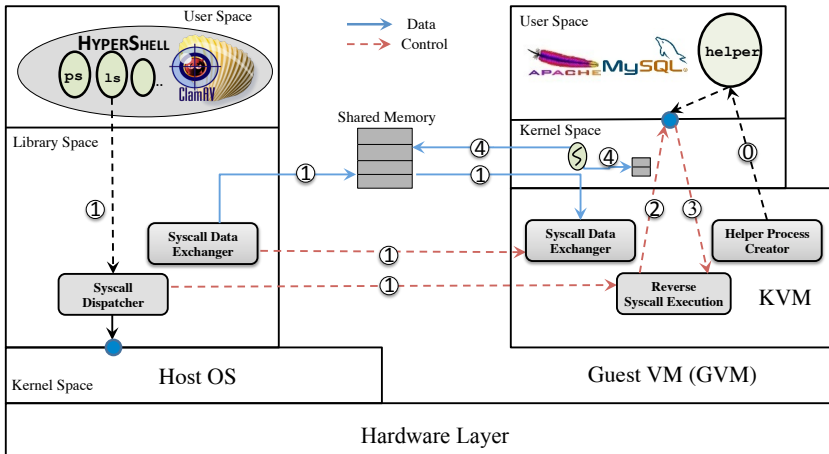 User Space
HYPERSHELL
ps
ls
..
ClamAV
Data
Control
User Space
APACHE
MySQL
®
helper
Library Space
Shared Memory
Kernel Space
4
4
0
1
1
1
2
3
Syscall Data
Exchanger
Syscall Data
Exchanger
Helper Process
Creator
1
1
Syscall
Dispatcher
Reverse
Syscall Execution
KVM
Kernel Space
Host OS
Guest VM (GVM)
Hardware Layer